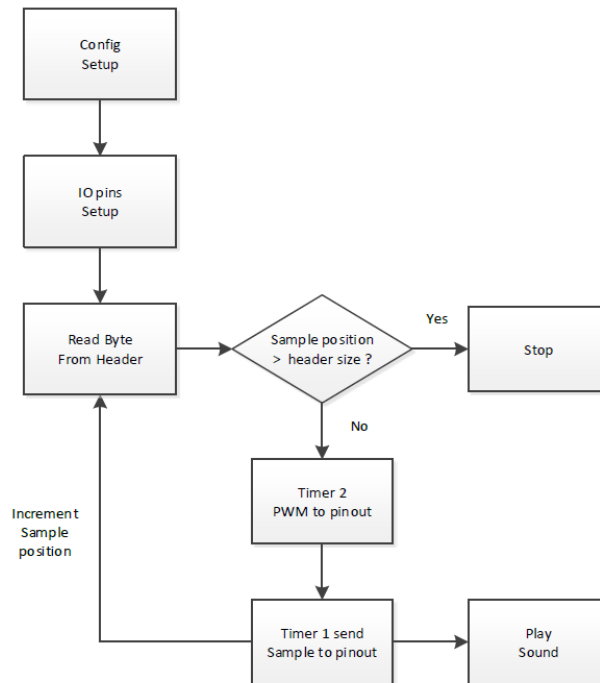 Config
Setup
IO pins
Setup
Read Byte
From Header
Sample position
> header size ?
Yes
Stop
No
Timer 2
PWM to pinout
Increment
Sample
position
Timer 1 send
Sample to pinout
Play
Sound